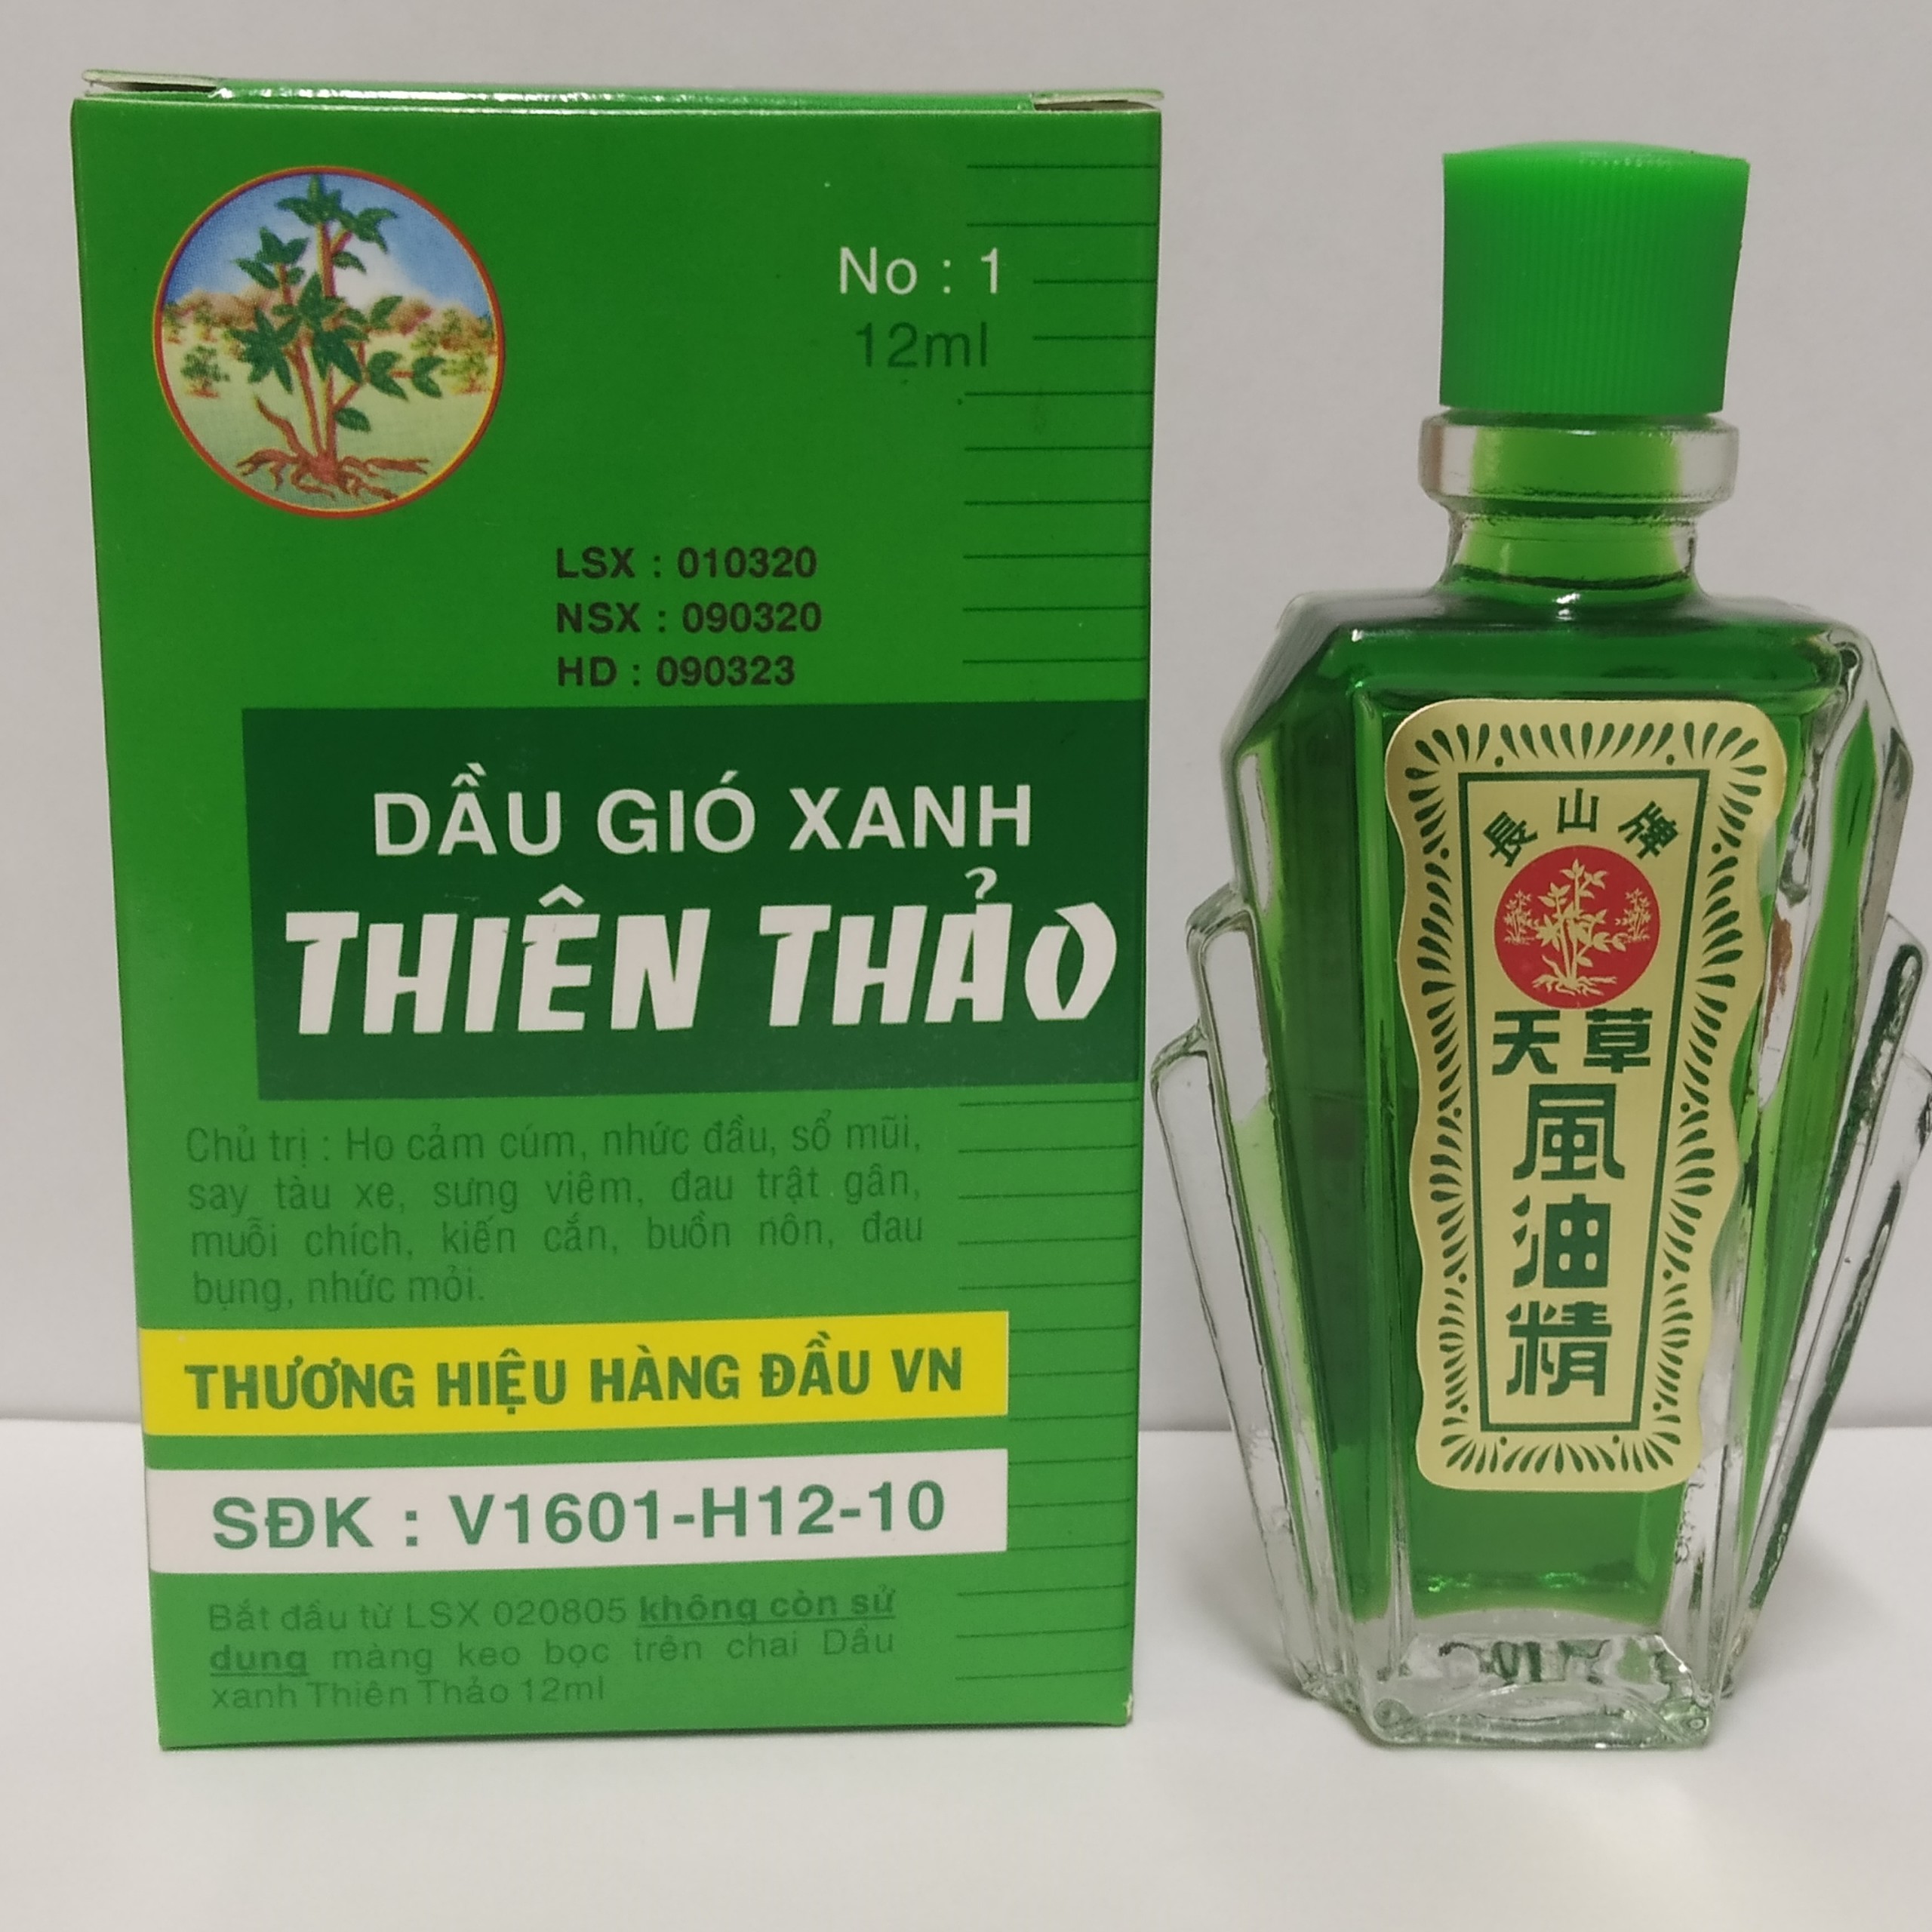 No : 1
12ml
LSX : 010320
NSX : 090320
HD : 090323
DẦU GIÓ XANH
THIÊN THẢO
Chủ trị : Ho cảm cúm, nhức đầu, sổ mũi,
say tàu xe, sưng viêm, đau trật gân,
muỗi chích, kiến cắn, buồn nôn, đau
bụng, nhức mỏi.
THƯƠNG HIỆU HÀNG ĐẦU VN
SĐK : V1601-H12-10
Bắt đầu từ LSX 020805 không còn sử
dụng màng keo bọc trên chai Dầu
xanh Thiên Thảo 12ml
長山牌
天草
風
油
精